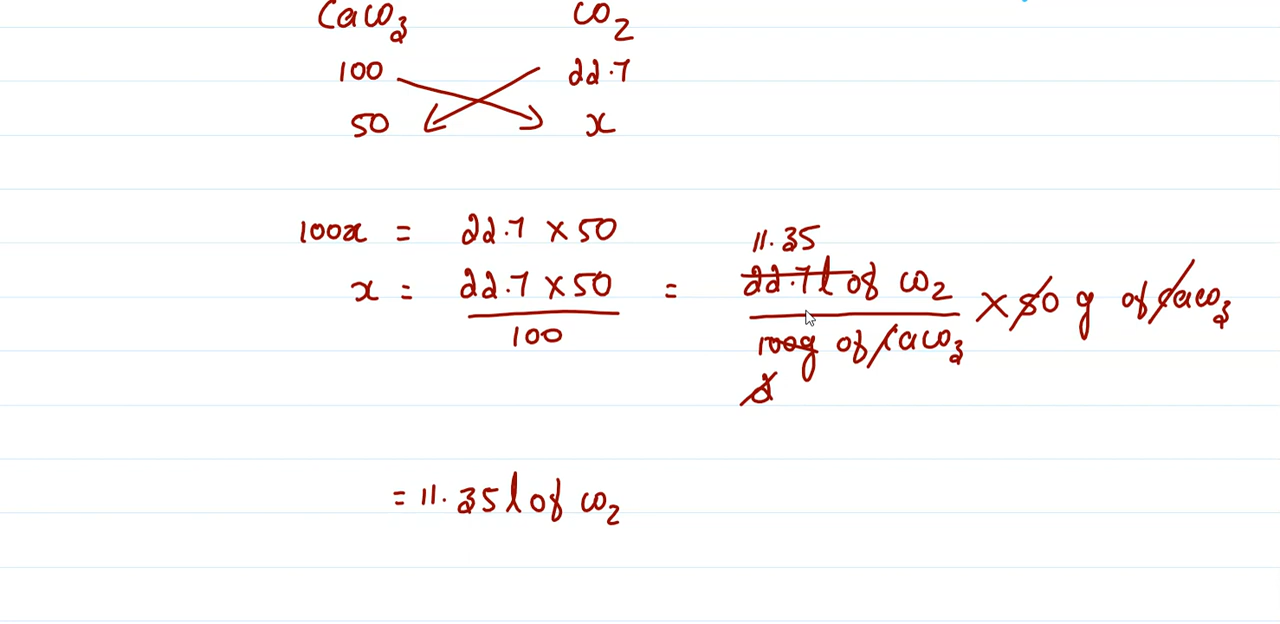 CaCO3 CO2
100 22.7
50 x
100x = 22.7 × 50
11.35
x = 22.7 × 50 / 100 = 22.7 l of CO2 / 100g of CaCO3 × 50 g of CaCO3
2
= 11.35 l of CO2